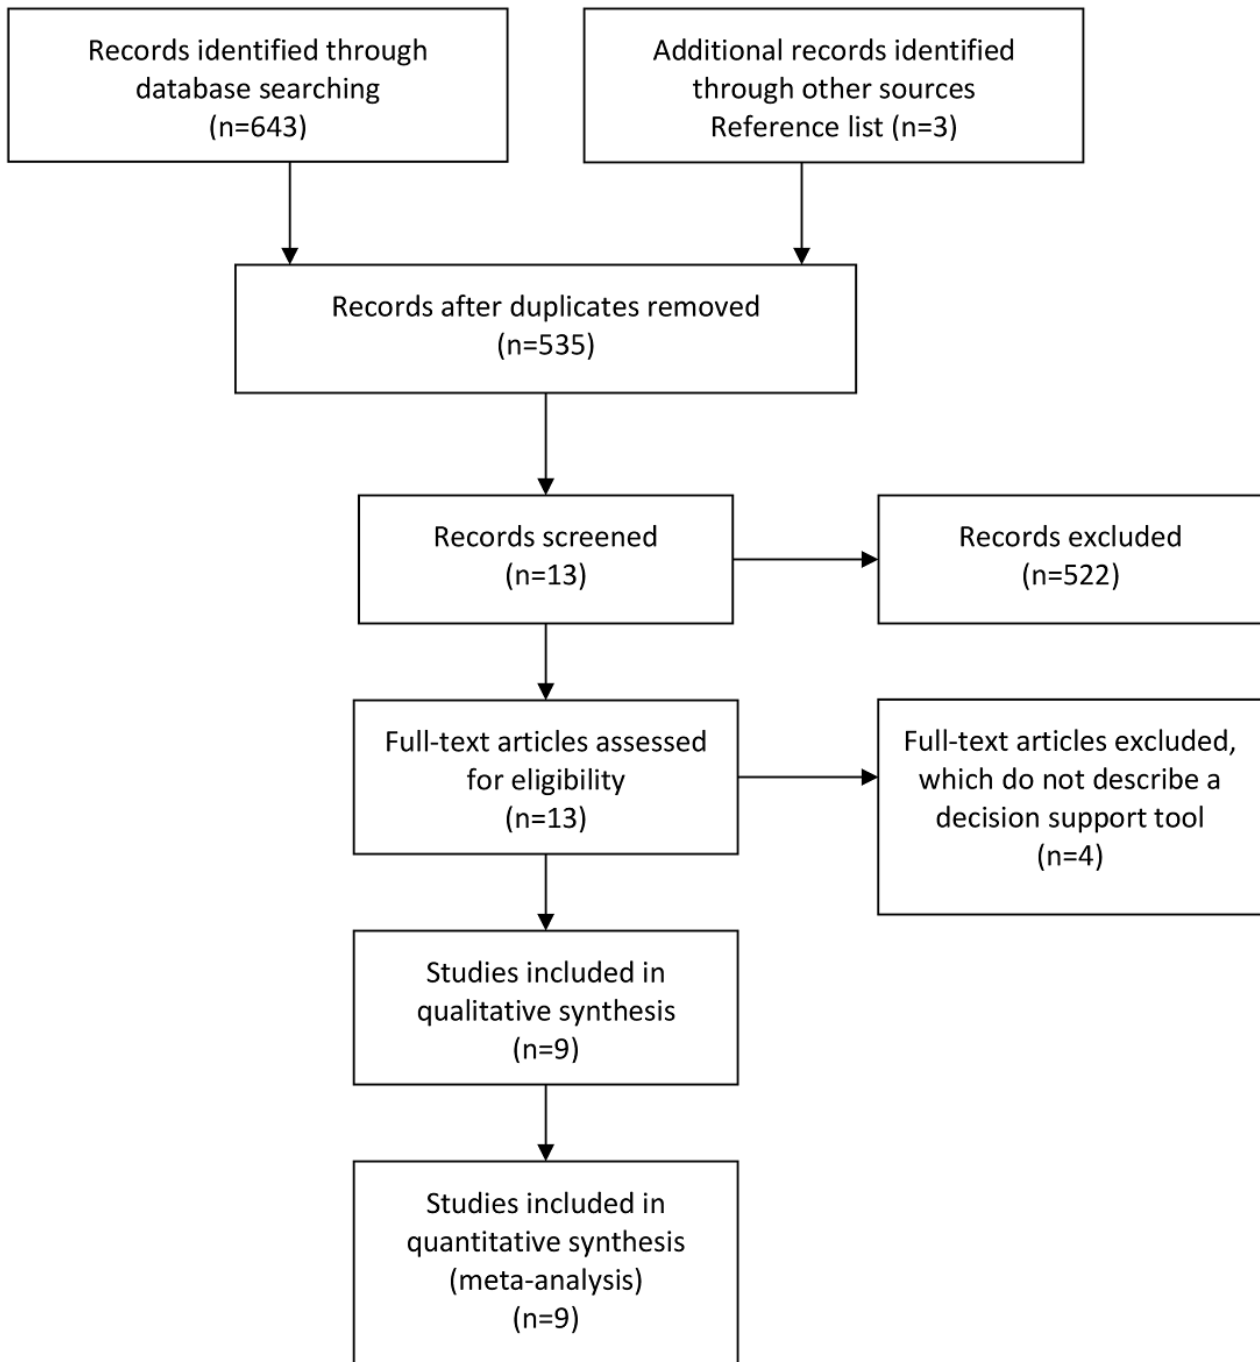 Records identified through
database searching
(n=643)
Additional records identified
through other sources
Reference list (n=3)
Records after duplicates removed
(n=535)
Records screened
(n=13)
Records excluded
(n=522)
Full-text articles assessed
for eligibility
(n=13)
Full-text articles excluded,
which do not describe a
decision support tool
(n=4)
Studies included in
qualitative synthesis
(n=9)
Studies included in
quantitative synthesis
(meta-analysis)
(n=9)